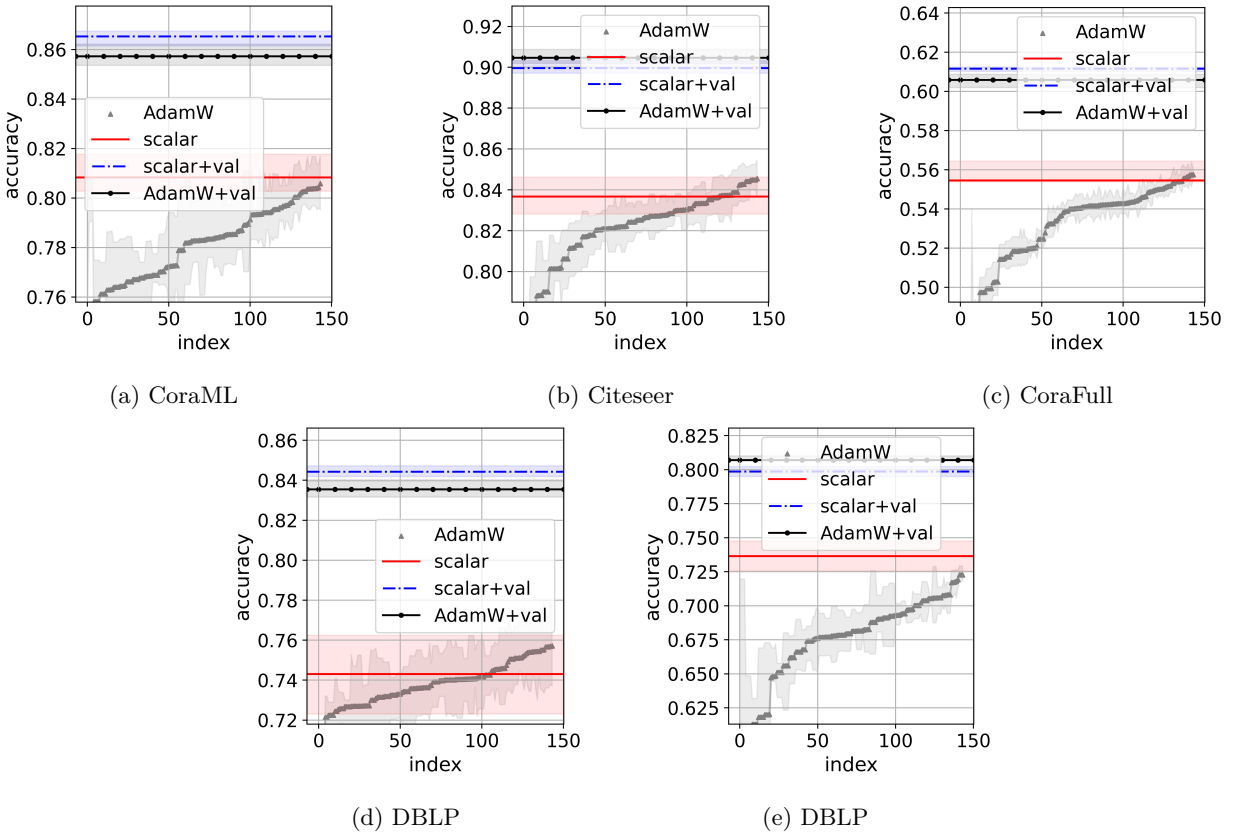 0.86
0.84
0.82
0.80
0.78
0.76
accuracy
AdamW
scalar
scalar+val
AdamW+val
0
50
100
150
index
(a) CoraML
0.92
0.90
0.88
0.86
0.84
0.82
0.80
accuracy
AdamW
scalar
scalar+val
AdamW+val
0
50
100
150
index
(b) Citeseer
0.64
0.62
0.60
0.58
0.56
0.54
0.52
0.50
accuracy
AdamW
scalar
scalar+val
AdamW+val
0
50
100
150
index
(c) CoraFull
0.86
0.84
0.82
0.80
0.78
0.76
0.74
0.72
accuracy
AdamW
scalar
scalar+val
AdamW+val
0
50
100
150
index
(d) DBLP
0.825
0.800
0.775
0.750
0.725
0.700
0.675
0.650
0.625
accuracy
AdamW
scalar
scalar+val
AdamW+val
0
50
100
150
index
(e) DBLP